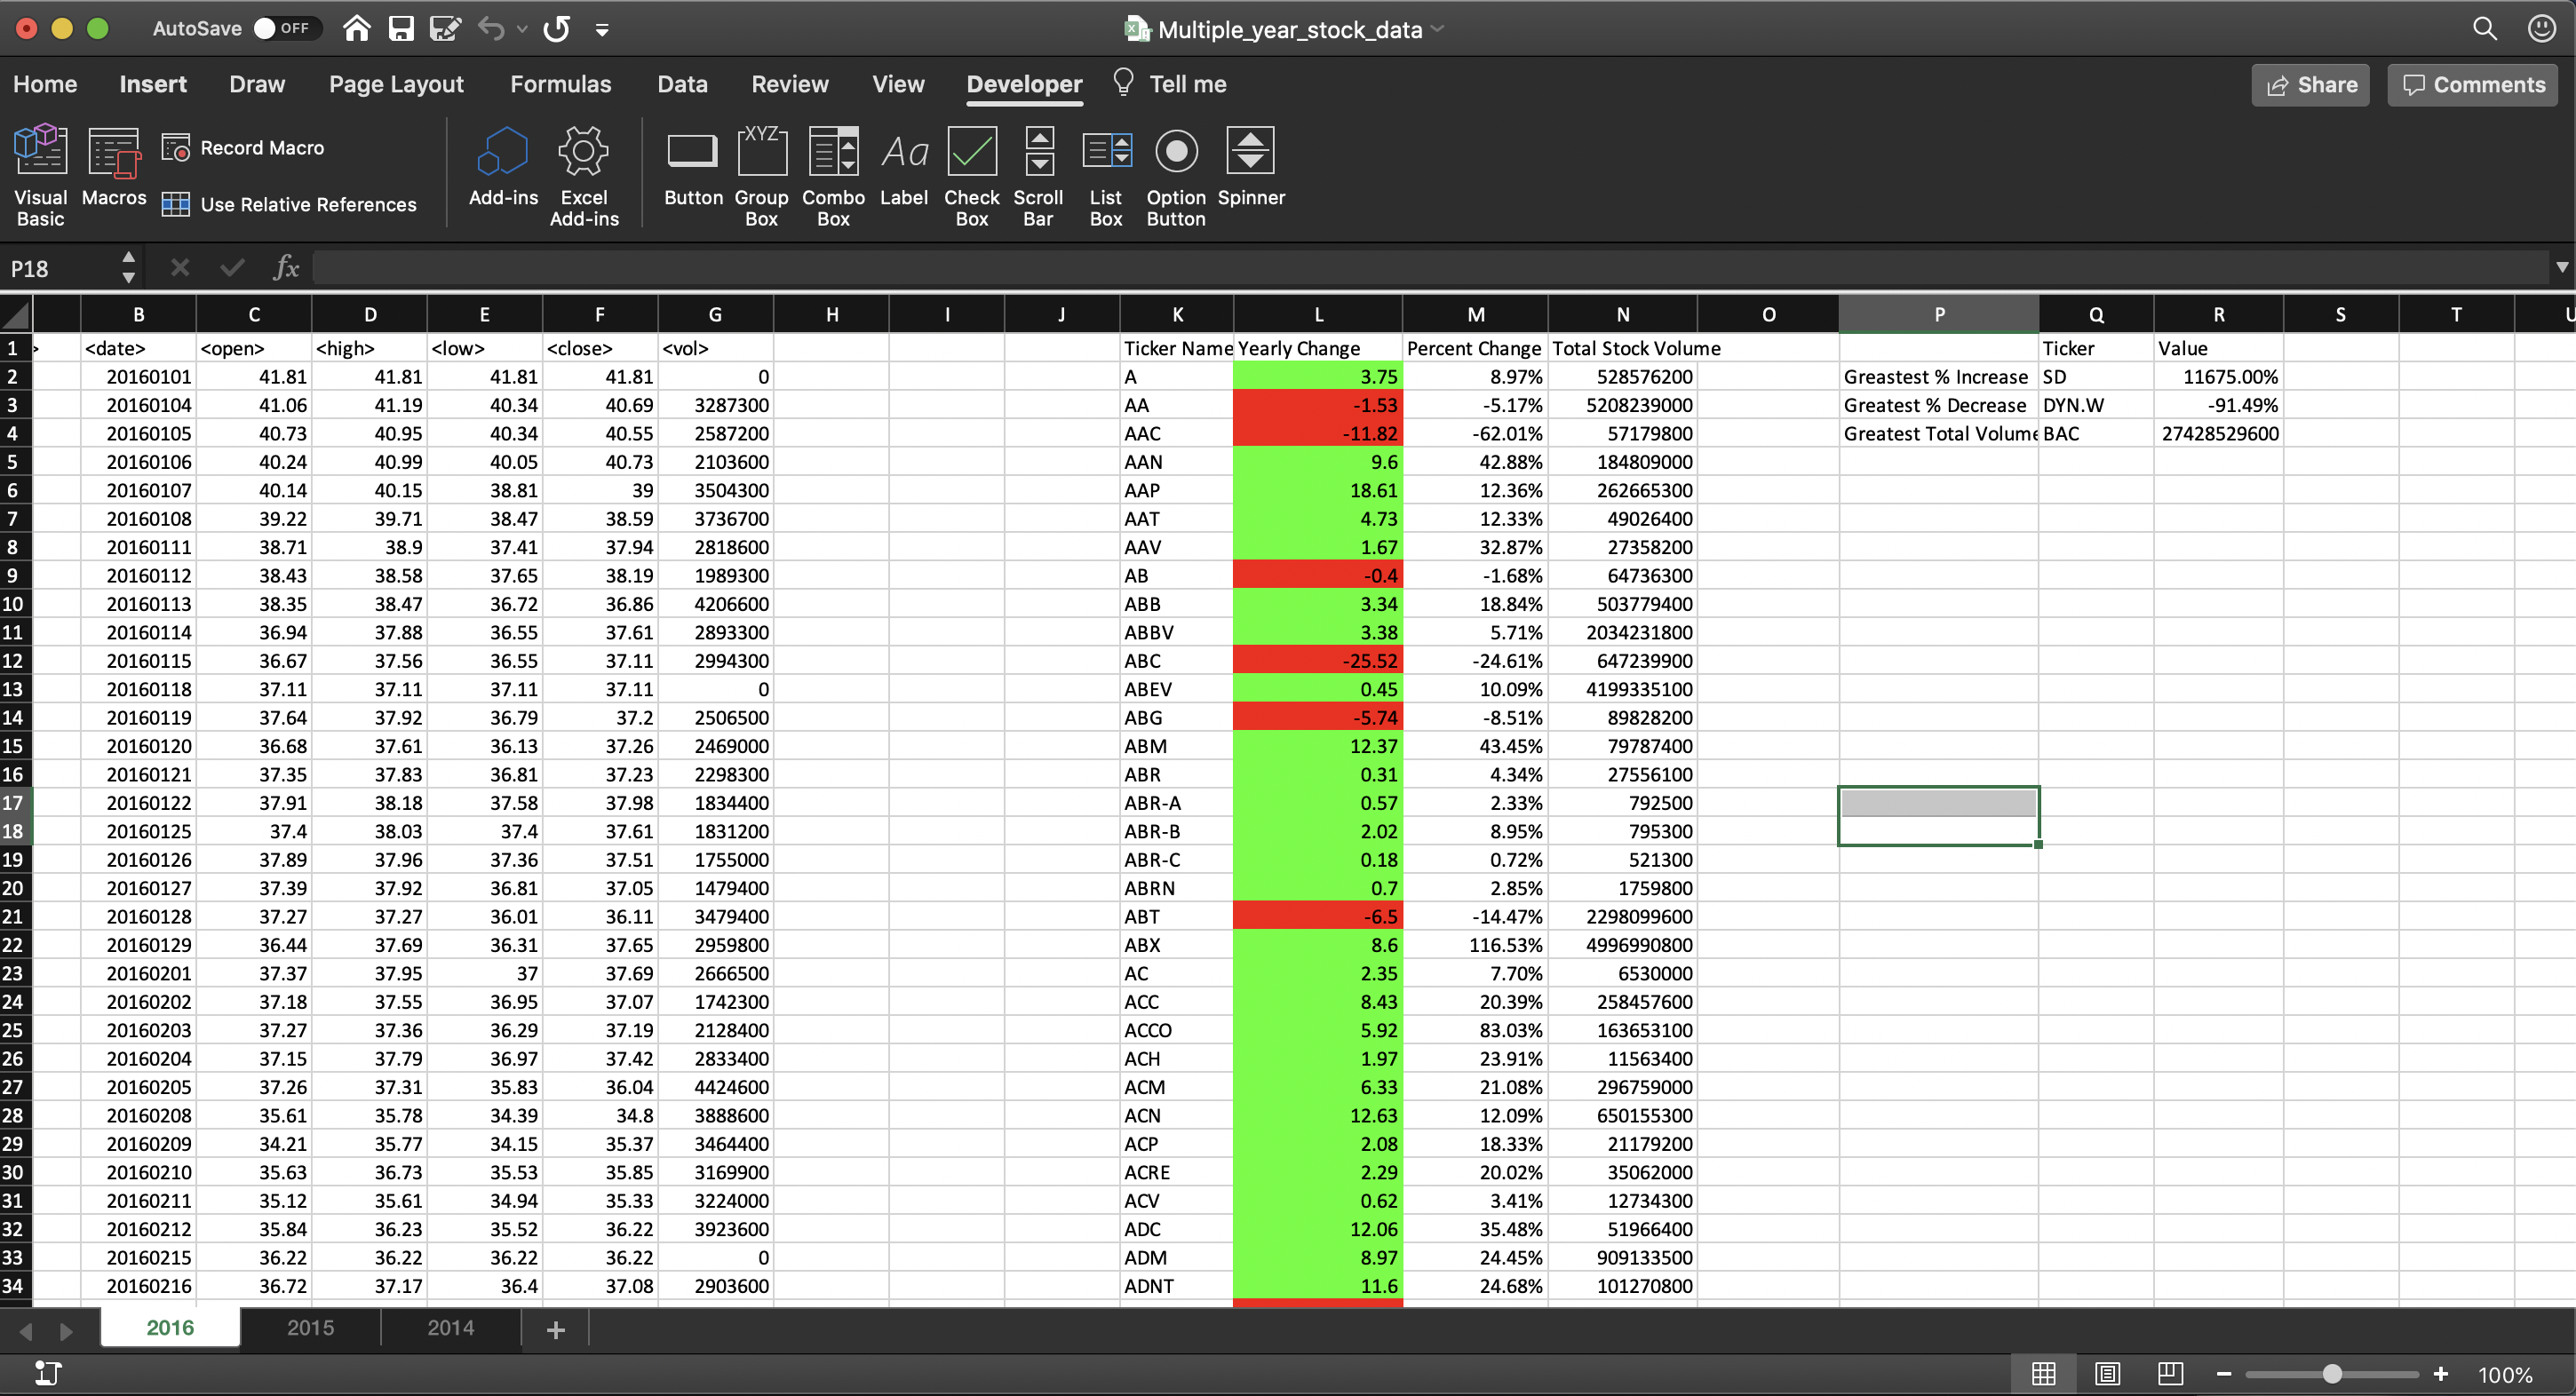 AutoSave OFF Multiple_year_stock_data
Home Insert Draw Page Layout Formulas Data Review View Developer Tell me Share Comments
Visual Basic Macros Record Macro Use Relative References Add-ins Excel Add-ins XYZ Aa Button Group Box Combo Box Label Check Box Scroll Bar List Box Option Button Spinner
P18 fx
B C D E F G H I J K L M N O P Q R S T U
1 > <date> <open> <high> <low> <close> <vol> Ticker Name Yearly Change Percent Change Total Stock Volume Ticker Value
2 20160101 41.81 41.81 41.81 41.81 0 A 3.75 8.97% 528576200 Greastest % Increase SD 11675.00%
3 20160104 41.06 41.19 40.34 40.69 3287300 AA -1.53 -5.17% 5208239000 Greatest % Decrease DYN.W -91.49%
4 20160105 40.73 40.95 40.34 40.55 2587200 AAC -11.82 -62.01% 57179800 Greatest Total Volume BAC 27428529600
5 20160106 40.24 40.99 40.05 40.73 2103600 AAN 9.6 42.88% 184809000
6 20160107 40.14 40.15 38.81 39 3504300 AAP 18.61 12.36% 262665300
7 20160108 39.22 39.71 38.47 38.59 3736700 AAT 4.73 12.33% 49026400
8 20160111 38.71 38.9 37.41 37.94 2818600 AAV 1.67 32.87% 27358200
9 20160112 38.43 38.58 37.65 38.19 1989300 AB -0.4 -1.68% 64736300
10 20160113 38.35 38.47 36.72 36.86 4206600 ABB 3.34 18.84% 503779400
11 20160114 36.94 37.88 36.55 37.61 2893300 ABBV 3.38 5.71% 2034231800
12 20160115 36.67 37.56 36.55 37.11 2994300 ABC -25.52 -24.61% 647239900
13 20160118 37.11 37.11 37.11 37.11 0 ABEV 0.45 10.09% 4199335100
14 20160119 37.64 37.92 36.79 37.2 2506500 ABG -5.74 -8.51% 89828200
15 20160120 36.68 37.61 36.13 37.26 2469000 ABM 12.37 43.45% 79787400
16 20160121 37.35 37.83 36.81 37.23 2298300 ABR 0.31 4.34% 27556100
17 20160122 37.91 38.18 37.58 37.98 1834400 ABR-A 0.57 2.33% 792500
18 20160125 37.4 38.03 37.4 37.61 1831200 ABR-B 2.02 8.95% 795300
19 20160126 37.89 37.96 37.36 37.51 1755000 ABR-C 0.18 0.72% 521300
20 20160127 37.39 37.92 36.81 37.05 1479400 ABRN 0.7 2.85% 1759800
21 20160128 37.27 37.27 36.01 36.11 3479400 ABT -6.5 -14.47% 2298099600
22 20160129 36.44 37.69 36.31 37.65 2959800 ABX 8.6 116.53% 4996990800
23 20160201 37.37 37.95 37 37.69 2666500 AC 2.35 7.70% 6530000
24 20160202 37.18 37.55 36.95 37.07 1742300 ACC 8.43 20.39% 258457600
25 20160203 37.27 37.36 36.29 37.19 2128400 ACCO 5.92 83.03% 163653100
26 20160204 37.15 37.79 36.97 37.42 2833400 ACH 1.97 23.91% 11563400
27 20160205 37.26 37.31 35.83 36.04 4424600 ACM 6.33 21.08% 296759000
28 20160208 35.61 35.78 34.39 34.8 3888600 ACN 12.63 12.09% 650155300
29 20160209 34.21 35.77 34.15 35.37 3464400 ACP 2.08 18.33% 21179200
30 20160210 35.63 36.73 35.53 35.85 3169900 ACRE 2.29 20.02% 35062000
31 20160211 35.12 35.61 34.94 35.33 3224000 ACV 0.62 3.41% 12734300
32 20160212 35.84 36.23 35.52 36.22 3923600 ADC 12.06 35.48% 51966400
33 20160215 36.22 36.22 36.22 36.22 0 ADM 8.97 24.45% 909133500
34 20160216 36.72 37.17 36.4 37.08 2903600 ADNT 11.6 24.68% 101270800
2016 2015 2014 +
100%